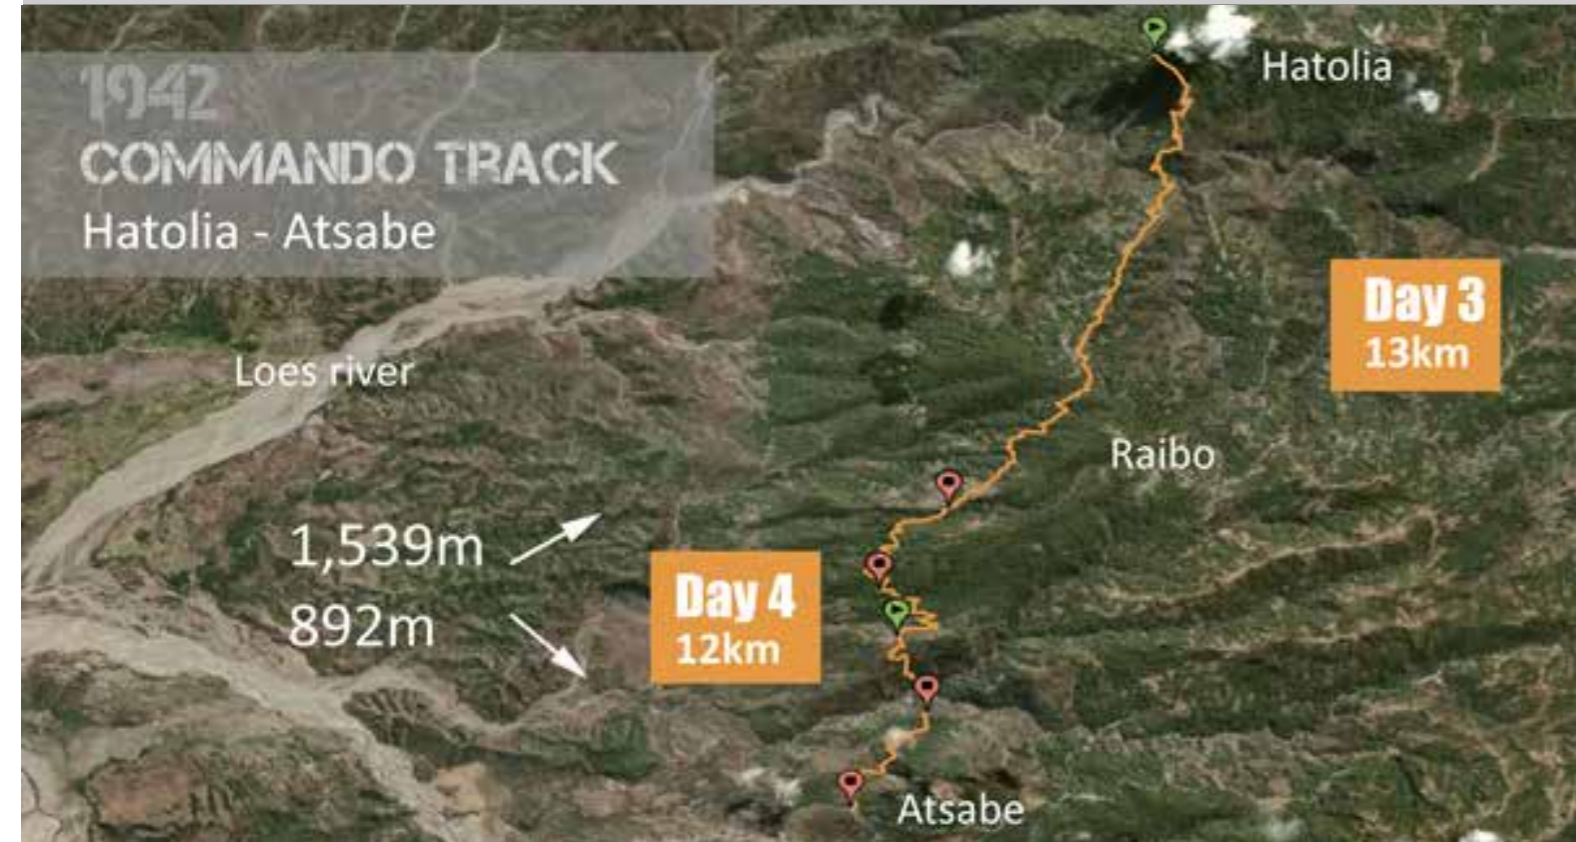 1942
COMMANDO TRACK
Hatolia - Atsabe
Hatolia
Day 3
13km
Loes river
Raibo
1,539m
892m
Day 4
12km
Atsabe